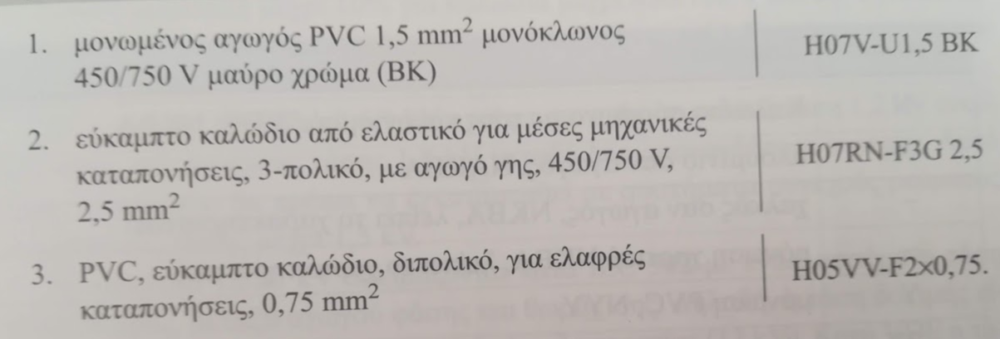 1. μονωμένος αγωγός PVC 1,5 mm² μονόκλωνος
450/750 V μαύρο χρώμα (BK)
H07V-U1,5 BK
2. εύκαμπτο καλώδιο από ελαστικό για μέσες μηχανικές
καταπονήσεις, 3-πολικό, με αγωγό γης, 450/750 V,
2,5 mm²
H07RN-F3G 2,5
3. PVC, εύκαμπτο καλώδιο, διπολικό, για ελαφρές
καταπονήσεις, 0,75 mm²
H05VV-F2x0,75.